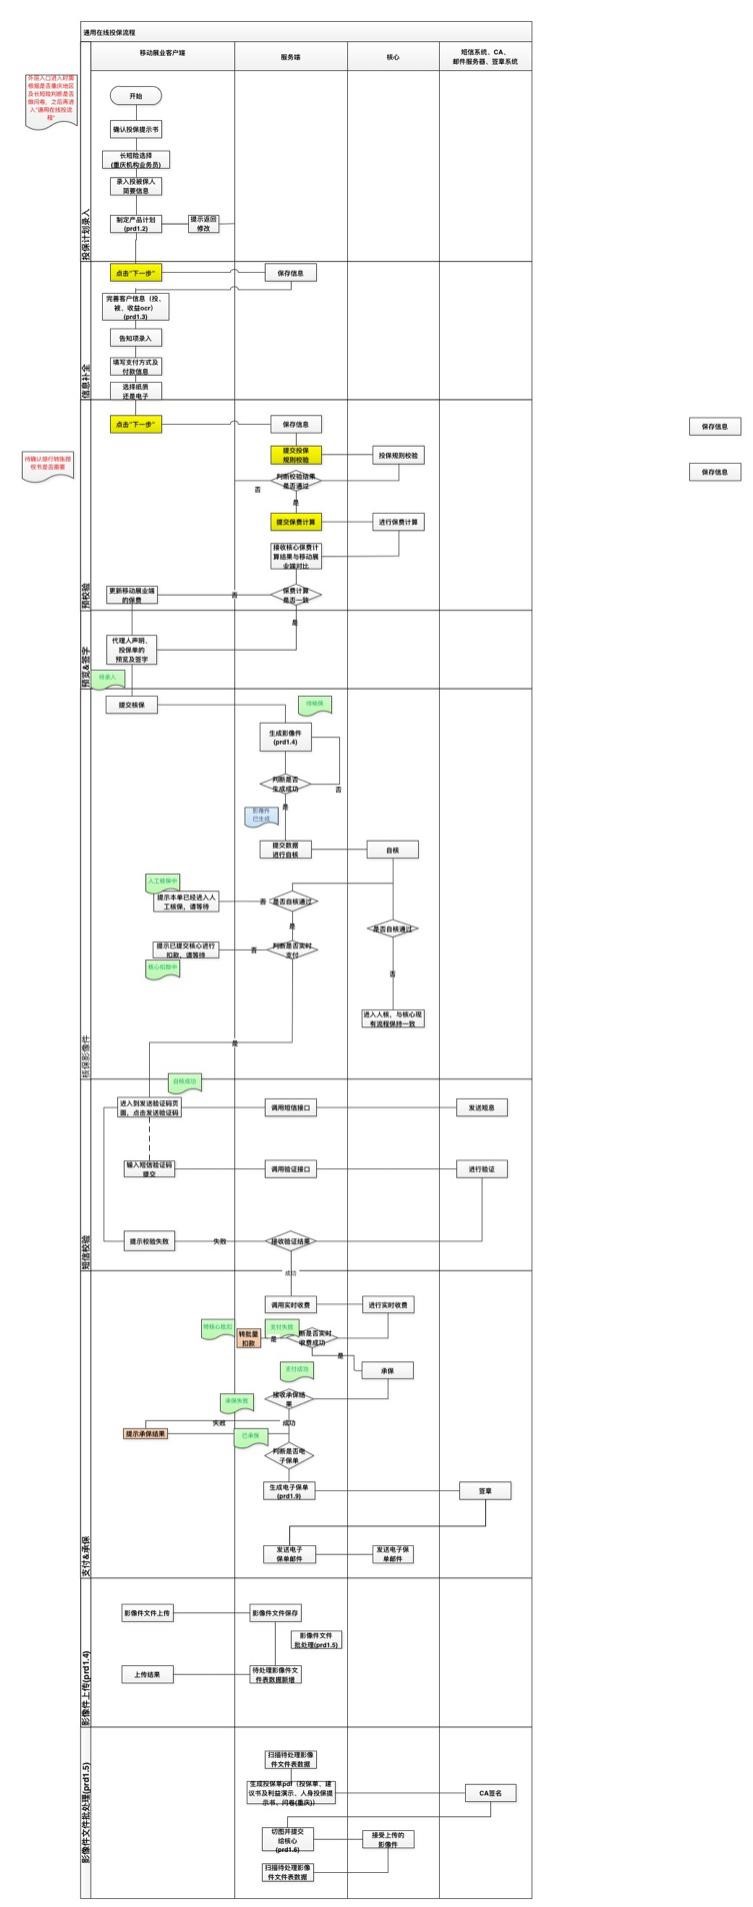 通用在线投保流程
移动展业客户端
服务端
核心
短信系统、CA、
邮件服务器、签章系统
外层入口进入时需
根据是否重庆地区
及长短险判断是否
做问卷，之后再进
入"通用在线投保流
程"
投保计划录入
开始
确认投保提示书
长短险选择
(重庆机构业务员)
录入投被保人
简要信息
制定产品计划
(prd1.2)
提示返回
修改
信息补全
点击"下一步"
保存信息
完善客户信息（投、
被、收益ocr）
(prd1.3)
告知项录入
填写支付方式及
付款信息
选择纸质
还是电子
预校验
点击"下一步"
保存信息
保存信息
提交投保
规则校验
投保规则校验
待确认银行转账授
权书是否需要
保存信息
判断校验结果
是否通过
否
是
提交保费计算
进行保费计算
接收核心保费计
算结果与移动展
业端对比
更新移动展业端
的保费
否
保费计算
是否一致
是
预览&签字
代理人声明、
投保单的
预览及签字
待录入
核保影像件
提交核保
待核保
生成影像件
(prd1.4)
判断是否
生成成功
否
是
影像件
已生成
提交数据
进行自核
自核
人工核保中
提示本单已经进入人
工核保，请等待
否
是否自核通过
是
是否自核通过
提示已提交核心进行
扣款，请等待
否
判断是否实时
支付
核心扣款中
否
进入人核，与核心现
有流程保持一致
是
自核成功
短信校验
进入到发送验证码页
面，点击发送验证码
调用短信接口
发送短息
输入短信验证码
提交
调用验证接口
进行验证
提示校验失败
失败
接收验证结果
成功
支付&承保
调用实时收费
进行实时收费
转核心批扣
转批量
扣款
支付失败
是
断是否实时
收费成功
是
支付成功
承保
接收承保结
果
承保失败
失败
成功
提示承保结果
已承保
判断是否电
子保单
生成电子保单
(prd1.9)
签章
发送电子
保单邮件
发送电子保
单邮件
影像件上传(prd1.4)
影像件文件上传
影像件文件保存
影像件文件
批处理(prd1.5)
上传结果
待处理影像件文
件表数据新增
影像件文件批处理(prd1.5)
扫描待处理影像
件文件表数据
生成投保单pdf（投保单、建
议书及利益演示、人身投保提
示书、问卷(重庆)）
CA签名
切图并提交
给核心
(prd1.6)
接受上传的
影像件
扫描待处理影像
件文件表数据